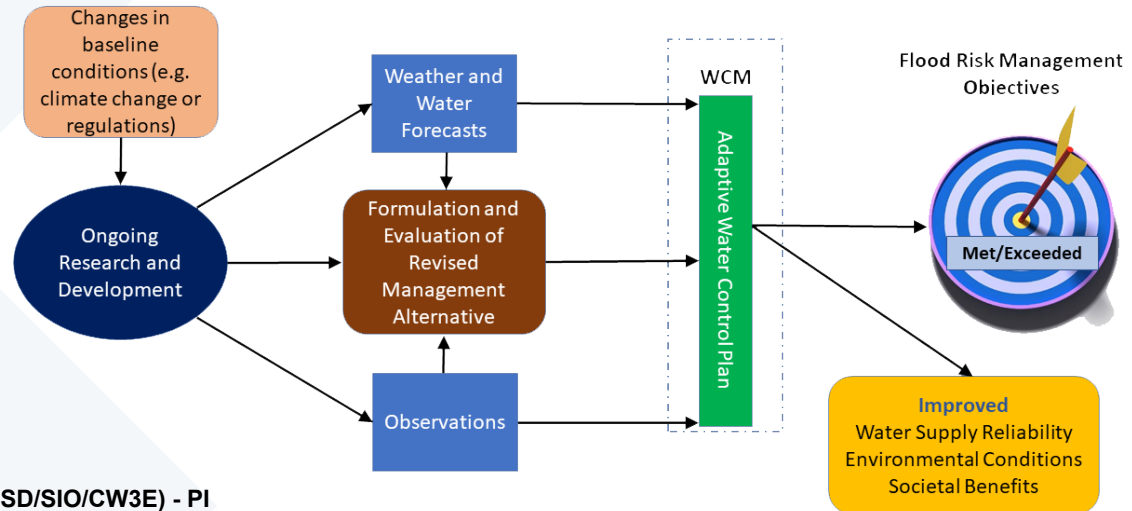 Changes in
baseline
conditions (e.g.
climate change or
regulations)
Ongoing
Research and
Development
Weather and
Water
Forecasts
Formulation and
Evaluation of
Revised
Management
Alternative
Observations
WCM
Adaptive Water Control Plan
Flood Risk Management
Objectives
Met/Exceeded
Improved
Water Supply Reliability
Environmental Conditions
Societal Benefits
SD/SIO/CW3E) - PI